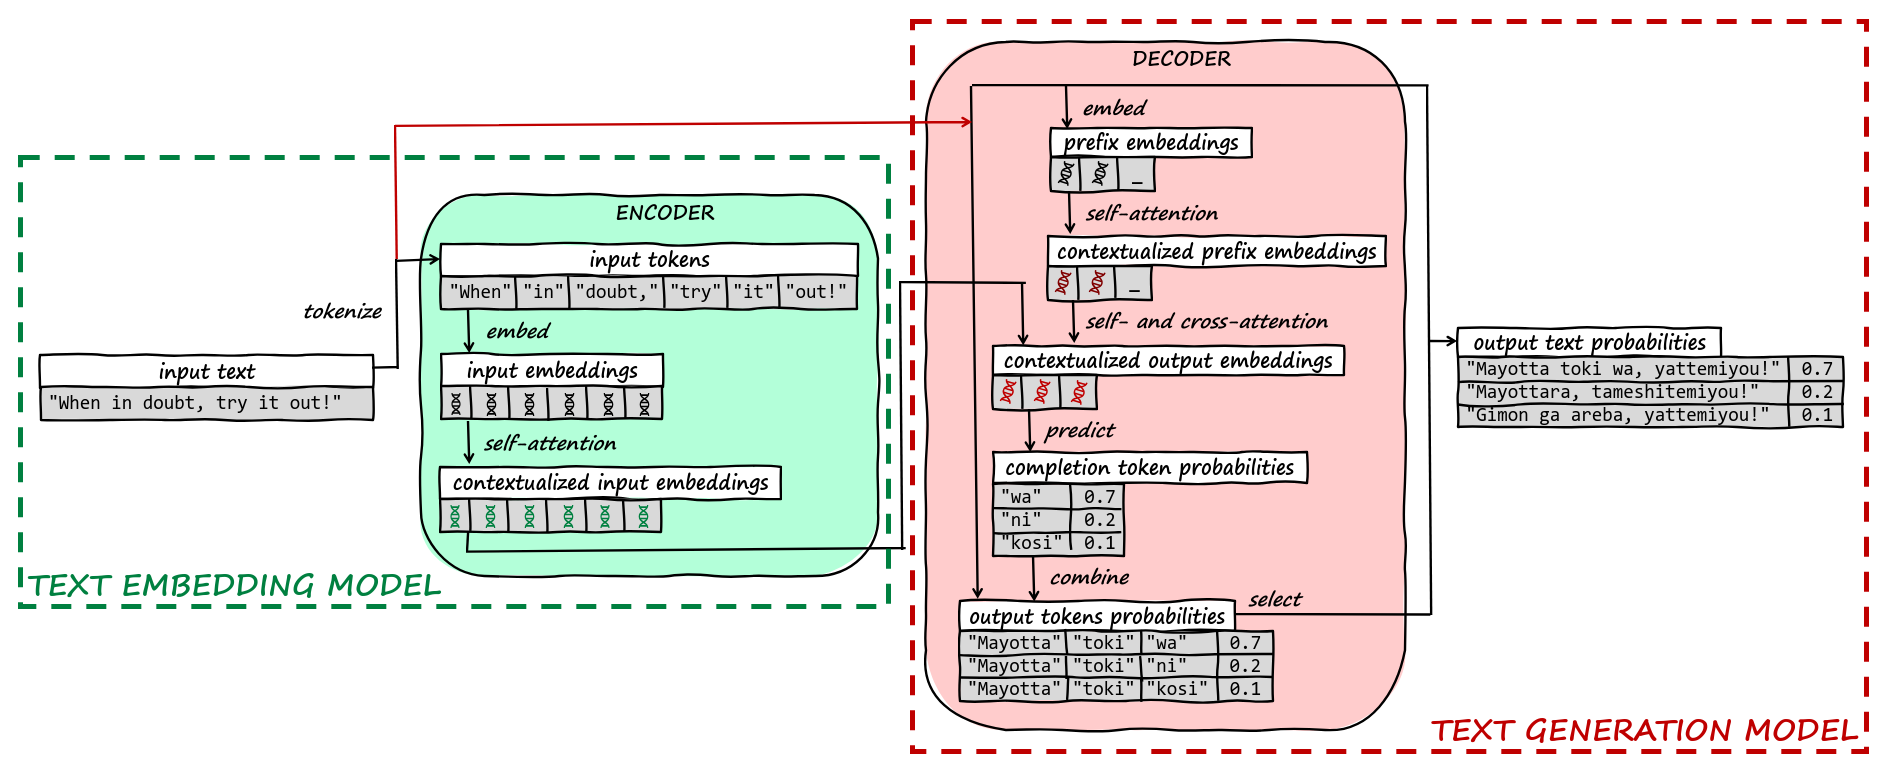 DECODER
embed
prefix embeddings
_
self-attention
contextualized prefix embeddings
_
self- and cross-attention
contextualized output embeddings
predict
completion token probabilities
"wa" 0.7
"ni" 0.2
"kosi" 0.1
combine
output tokens probabilities
"Mayotta" "toki" "wa" 0.7
"Mayotta" "toki" "ni" 0.2
"Mayotta" "toki" "kosi" 0.1
select
ENCODER
input tokens
"When" "in" "doubt," "try" "it" "out!"
tokenize
embed
input text
"When in doubt, try it out!"
input embeddings
self-attention
contextualized input embeddings
TEXT EMBEDDING MODEL
output text probabilities
"Mayotta toki wa, yattemiyou!" 0.7
"Mayottara, tameshitemiyou!" 0.2
"Gimon ga areba, yattemiyou!" 0.1
TEXT GENERATION MODEL